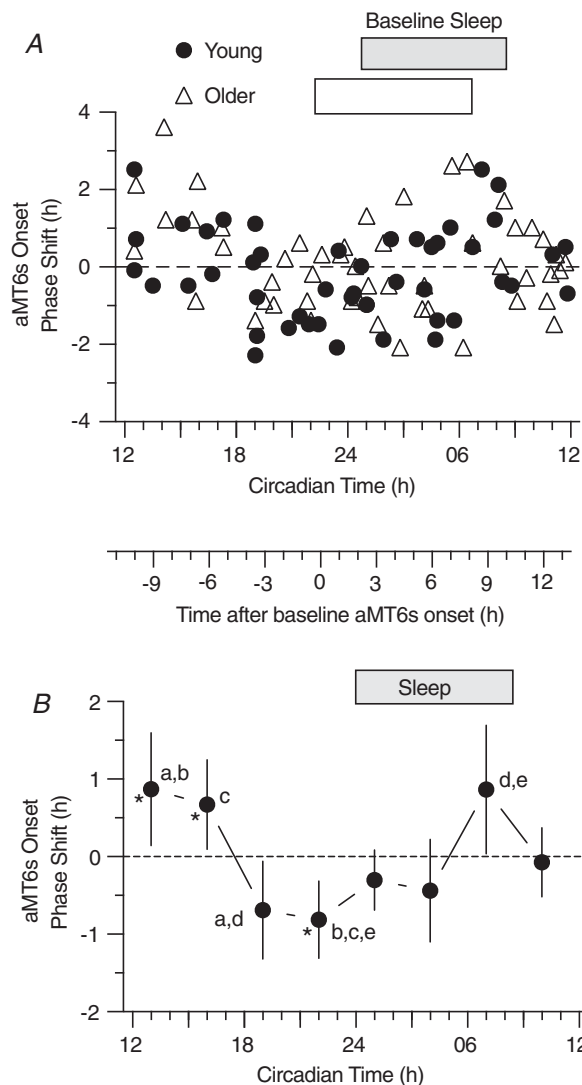 A
Baseline Sleep
Young
Older
aMT6s Onset
Phase Shift (h)
4
2
0
-2
-4
12 18 24 06 12
Circadian Time (h)
-9 -6 -3 0 3 6 9 12
Time after baseline aMT6s onset (h)
B
Sleep
aMT6s Onset
Phase Shift (h)
2
1
0
-1
-2
a,b
*
c
*
a,d
*
b,c,e
d,e
12 18 24 06 12
Circadian Time (h)